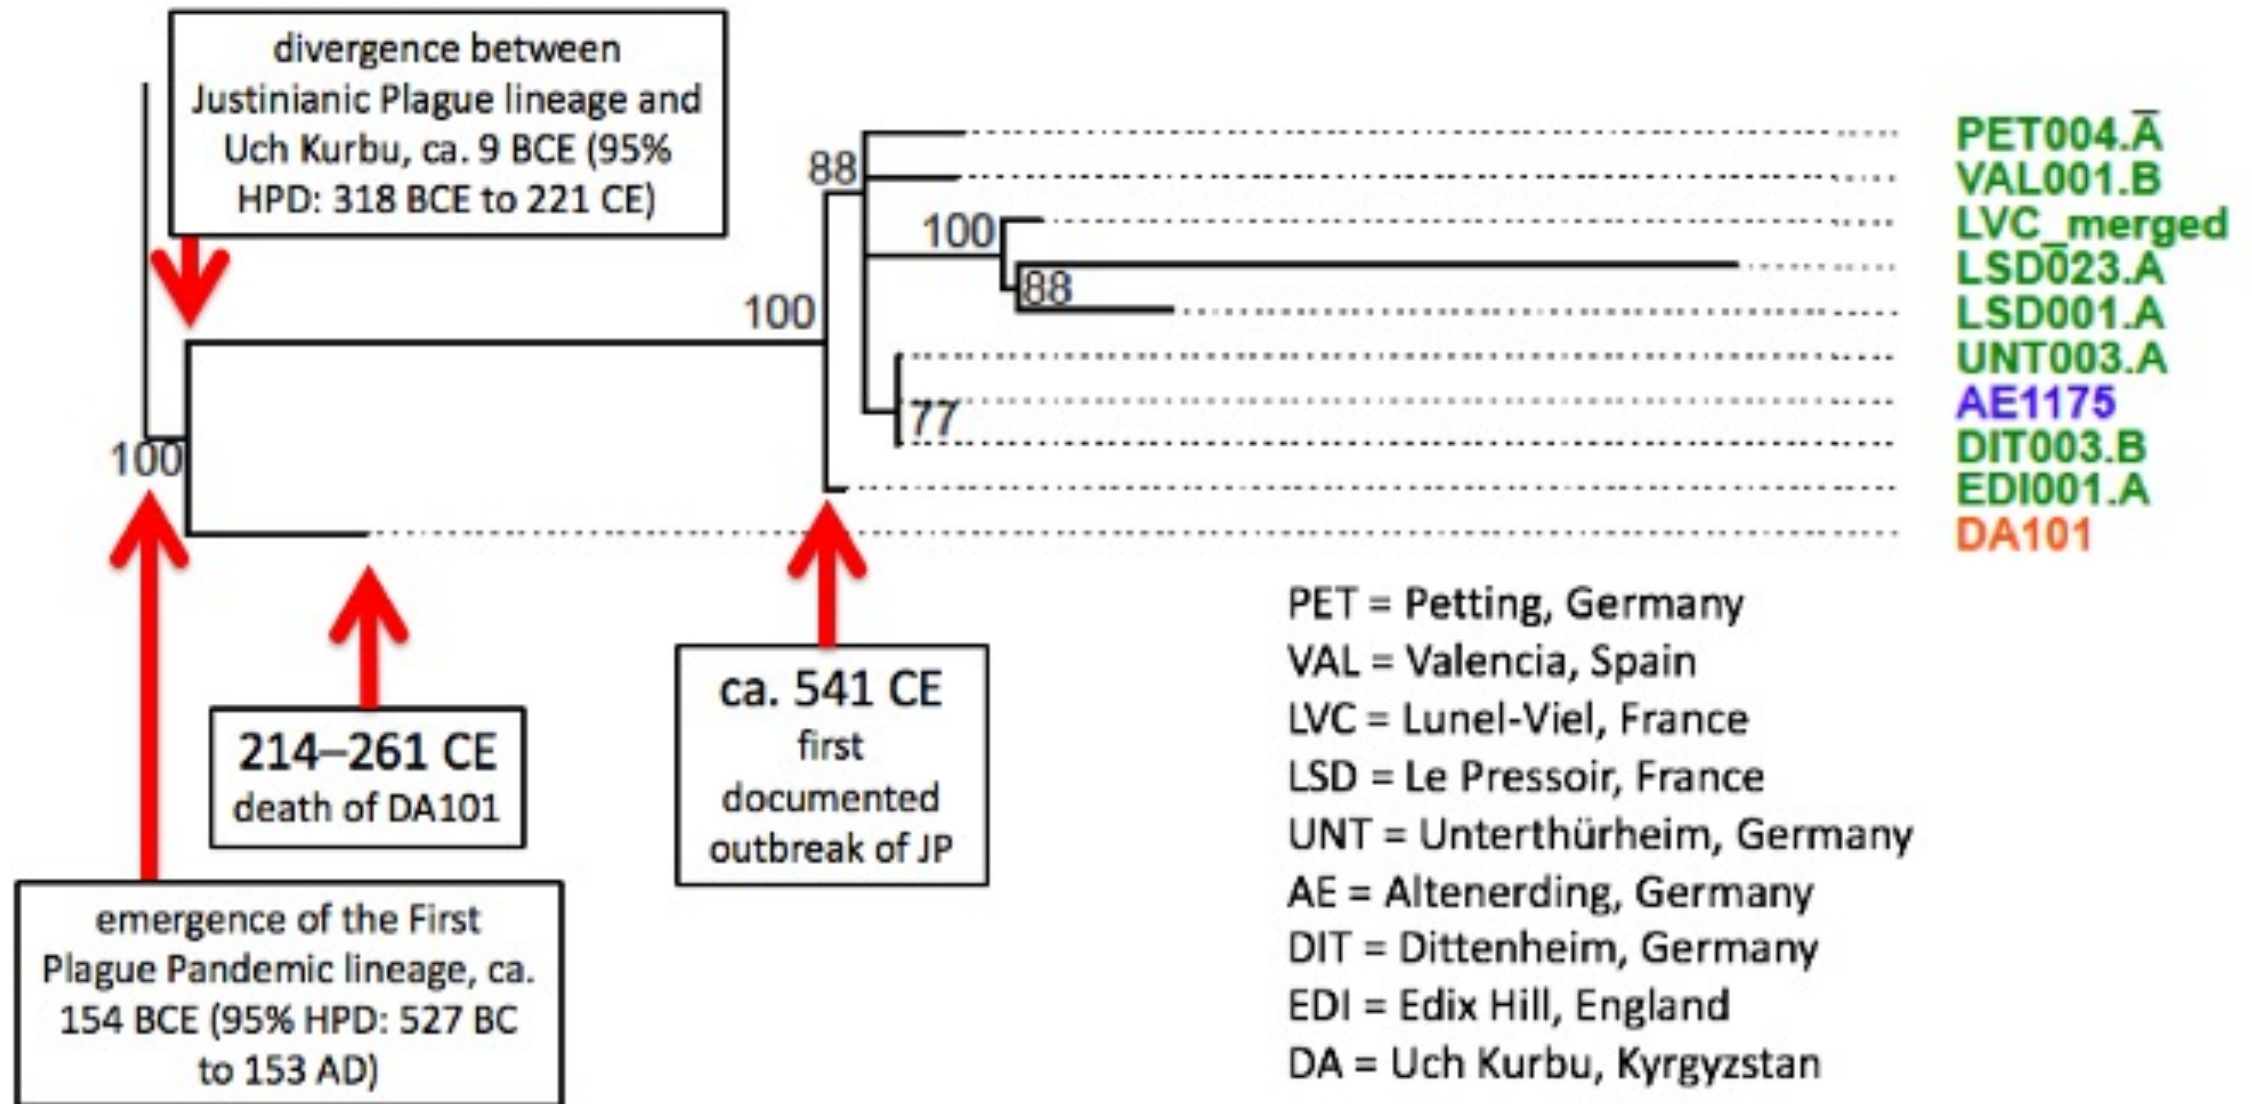 divergence between
Justinianic Plague lineage and
Uch Kurbu, ca. 9 BCE (95%
HPD: 318 BCE to 221 CE)
88
100
88
100
77
100
PET004.A
VAL001.B
LVC_merged
LSD023.A
LSD001.A
UNT003.A
AE1175
DIT003.B
EDI001.A
DA101
214–261 CE
death of DA101
ca. 541 CE
first
documented
outbreak of JP
emergence of the First
Plague Pandemic lineage, ca.
154 BCE (95% HPD: 527 BC
to 153 AD)
PET = Petting, Germany
VAL = Valencia, Spain
LVC = Lunel-Viel, France
LSD = Le Pressoir, France
UNT = Unterthürheim, Germany
AE = Altenerding, Germany
DIT = Dittenheim, Germany
EDI = Edix Hill, England
DA = Uch Kurbu, Kyrgyzstan